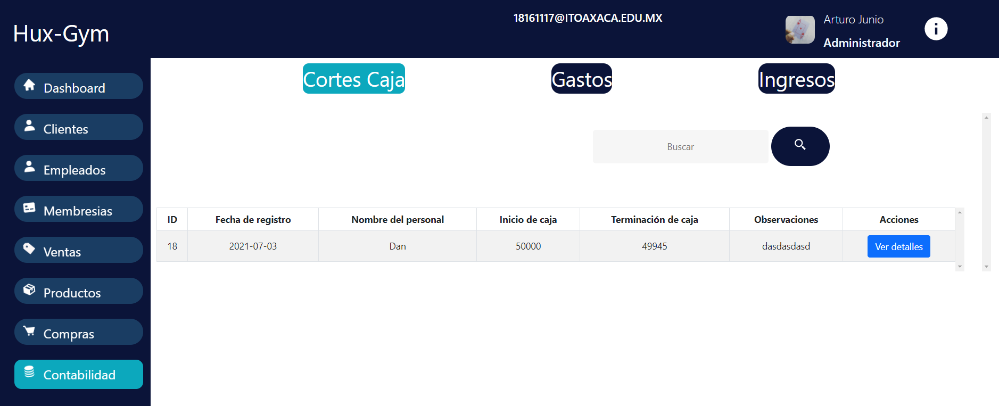 Hux-Gym
18161117@ITOAXACA.EDU.MX
Arturo Junio
Administrador
Dashboard
Clientes
Empleados
Membresias
Ventas
Productos
Compras
Contabilidad
Cortes Caja Gastos Ingresos
Buscar
ID Fecha de registro Nombre del personal Inicio de caja Terminación de caja Observaciones Acciones
18 2021-07-03 Dan 50000 49945 dasdasdasd Ver detalles